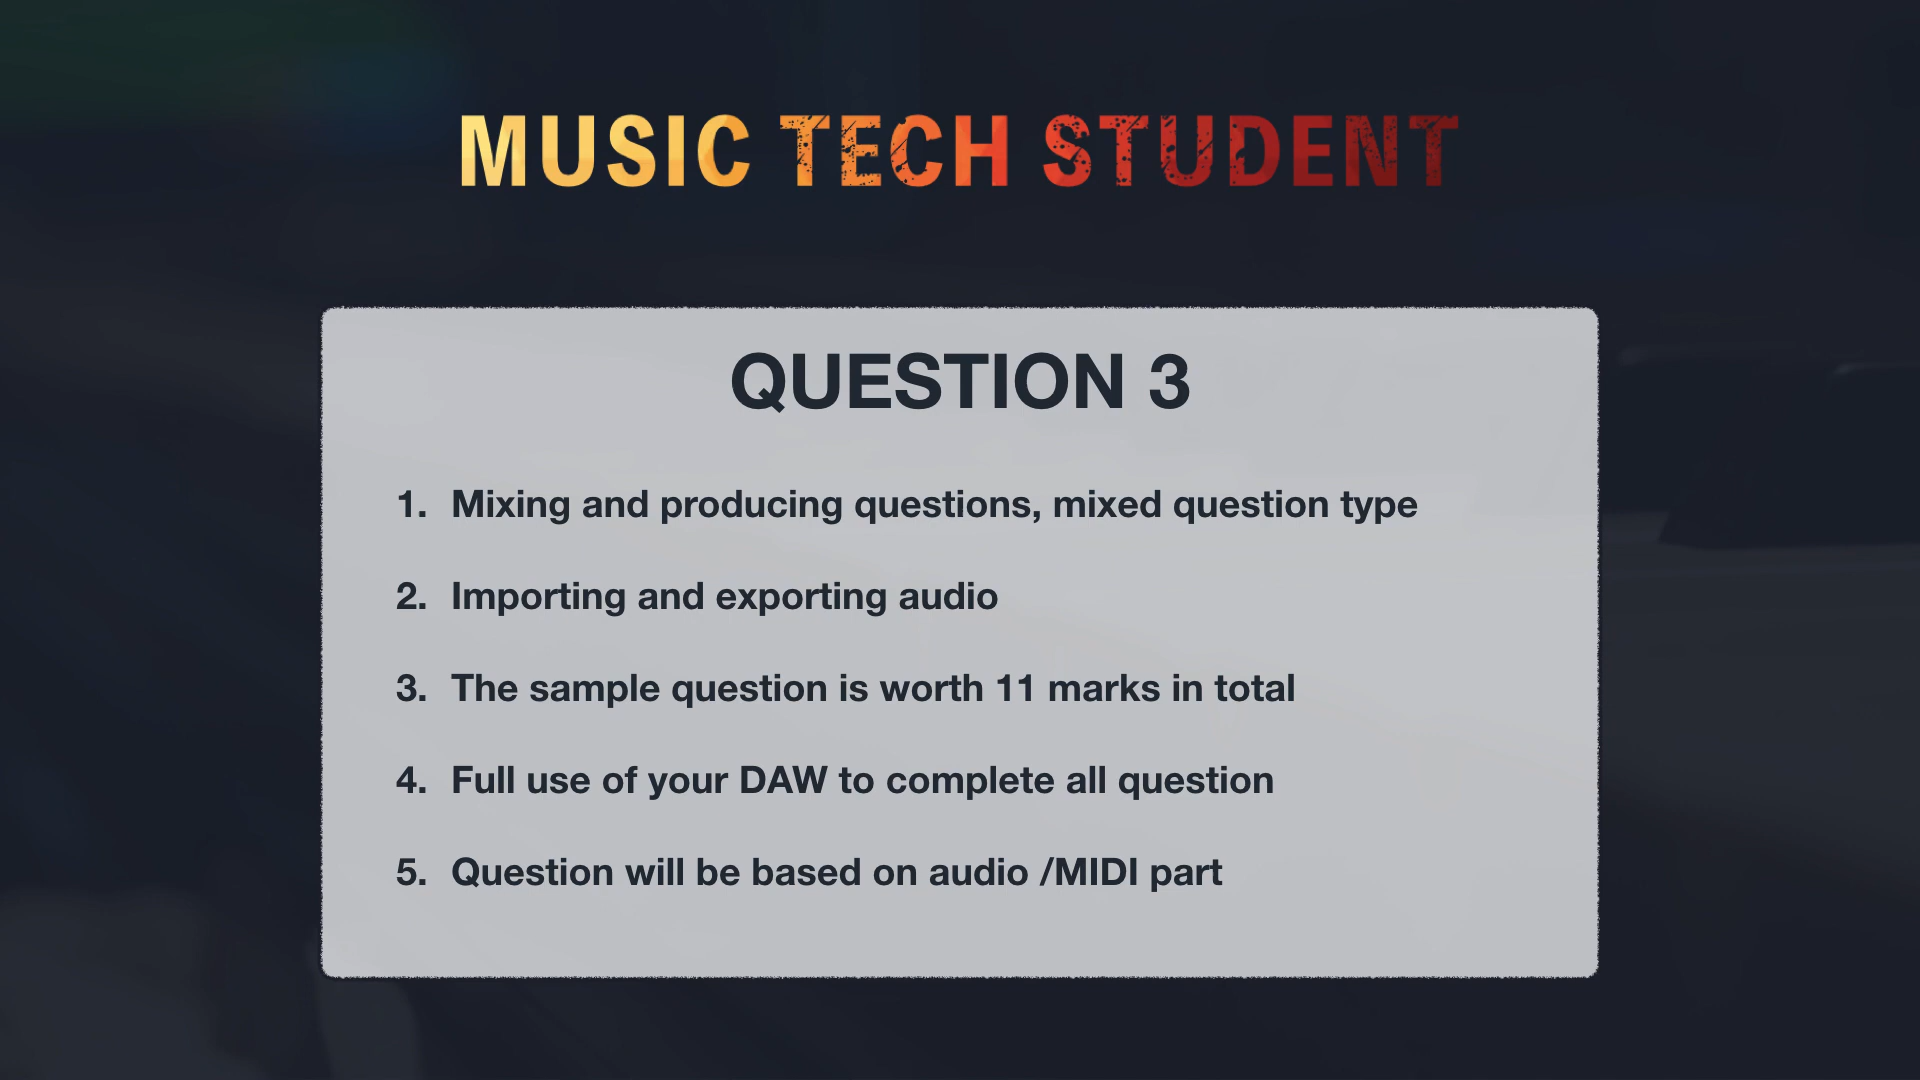 MUSIC TECH STUDENT
QUESTION 3
1. Mixing and producing questions, mixed question type
2. Importing and exporting audio
3. The sample question is worth 11 marks in total
4. Full use of your DAW to complete all question
5. Question will be based on audio /MIDI part